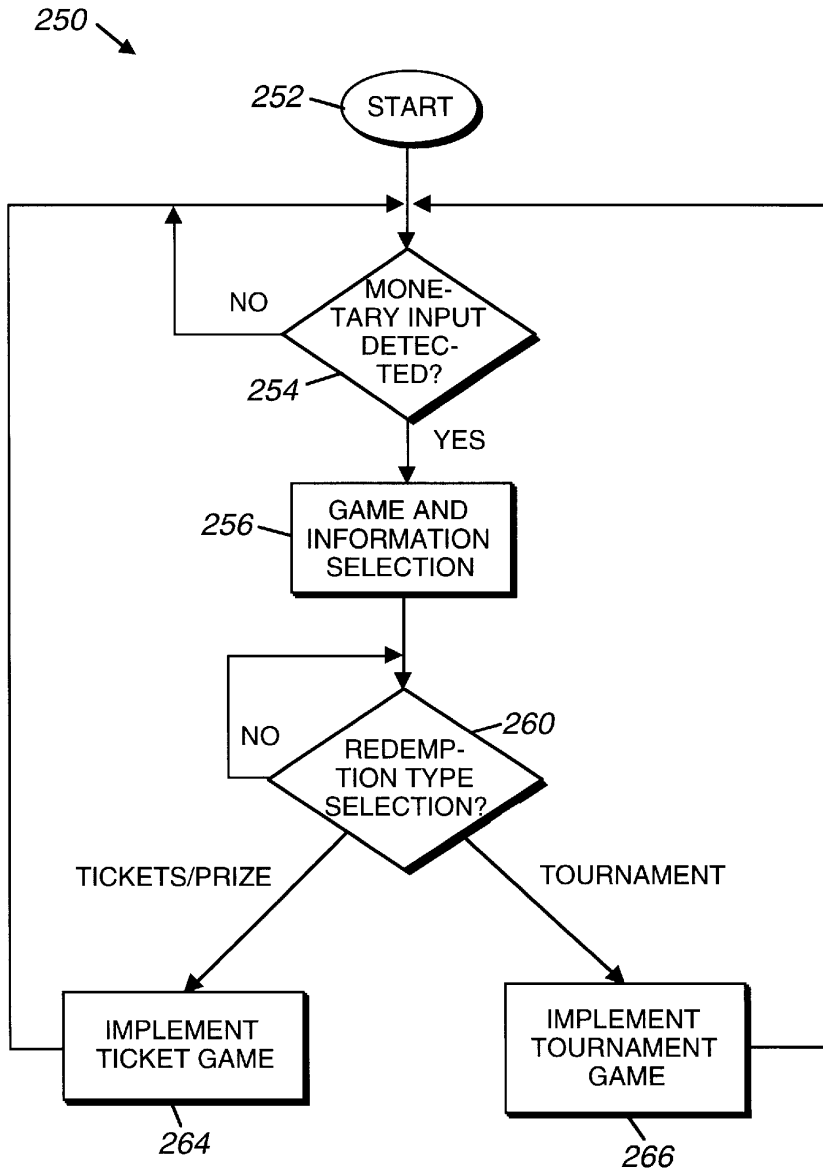 250
252
START
NO
MONE-
TARY INPUT
DETEC-
TED?
254
YES
256
GAME AND
INFORMATION
SELECTION
260
NO
REDEMP-
TION TYPE
SELECTION?
TICKETS/PRIZE
TOURNAMENT
IMPLEMENT
TICKET GAME
264
IMPLEMENT
TOURNAMENT
GAME
266